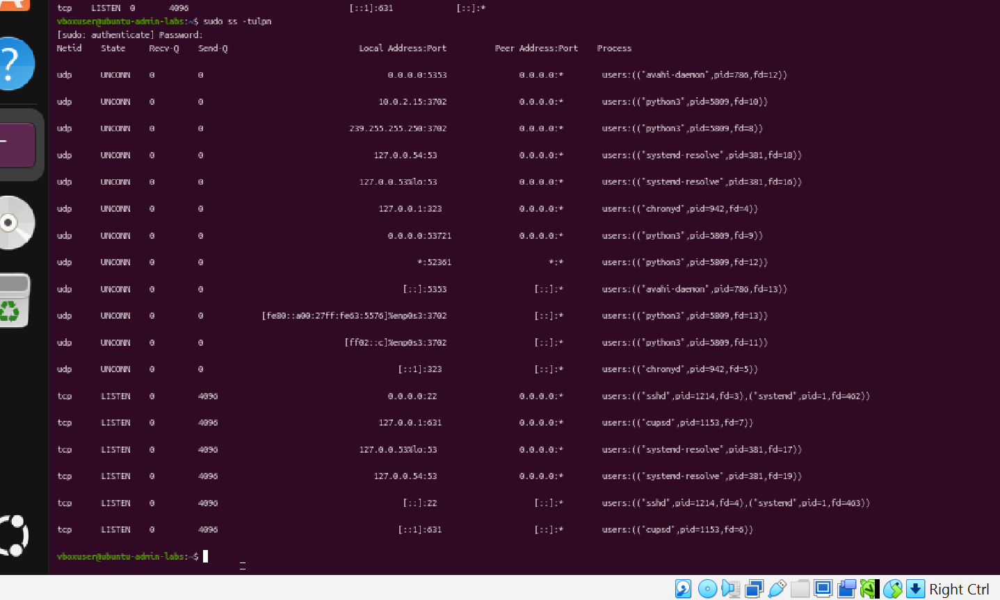 tcp LISTEN 0 4096 [::1]:631 [::]:*
vboxuser@ubuntu-admin-labs:~$ sudo ss -tulpn
[sudo: authenticate] Password:
Netid State Recv-Q Send-Q Local Address:Port Peer Address:Port Process
udp UNCONN 0 0 0.0.0.0:5353 0.0.0.0:* users:(("avahi-daemon",pid=786,fd=12))
udp UNCONN 0 0 10.0.2.15:3702 0.0.0.0:* users:(("python3",pid=5809,fd=10))
udp UNCONN 0 0 239.255.255.250:3702 0.0.0.0:* users:(("python3",pid=5809,fd=8))
udp UNCONN 0 0 127.0.0.54:53 0.0.0.0:* users:(("systemd-resolve",pid=381,fd=18))
udp UNCONN 0 0 127.0.0.53%lo:53 0.0.0.0:* users:(("systemd-resolve",pid=381,fd=16))
udp UNCONN 0 0 127.0.0.1:323 0.0.0.0:* users:(("chronyd",pid=942,fd=4))
udp UNCONN 0 0 0.0.0.0:53721 0.0.0.0:* users:(("python3",pid=5809,fd=9))
udp UNCONN 0 0 *:52361 *:* users:(("python3",pid=5809,fd=12))
udp UNCONN 0 0 [::]:5353 [::]:* users:(("avahi-daemon",pid=786,fd=13))
udp UNCONN 0 0 [fe80::a00:27ff:fe63:5576]%enp0s3:3702 [::]:* users:(("python3",pid=5809,fd=13))
udp UNCONN 0 0 [ff02::c]%enp0s3:3702 [::]:* users:(("python3",pid=5809,fd=11))
udp UNCONN 0 0 [::1]:323 [::]:* users:(("chronyd",pid=942,fd=5))
tcp LISTEN 0 4096 0.0.0.0:22 0.0.0.0:* users:(("sshd",pid=1214,fd=3),("systemd",pid=1,fd=462))
tcp LISTEN 0 4096 127.0.0.1:631 0.0.0.0:* users:(("cupsd",pid=1153,fd=7))
tcp LISTEN 0 4096 127.0.0.53%lo:53 0.0.0.0:* users:(("systemd-resolve",pid=381,fd=17))
tcp LISTEN 0 4096 127.0.0.54:53 0.0.0.0:* users:(("systemd-resolve",pid=381,fd=19))
tcp LISTEN 0 4096 [::]:22 [::]:* users:(("sshd",pid=1214,fd=4),("systemd",pid=1,fd=463))
tcp LISTEN 0 4096 [::1]:631 [::]:* users:(("cupsd",pid=1153,fd=6))
vboxuser@ubuntu-admin-labs:~$
Right Ctrl